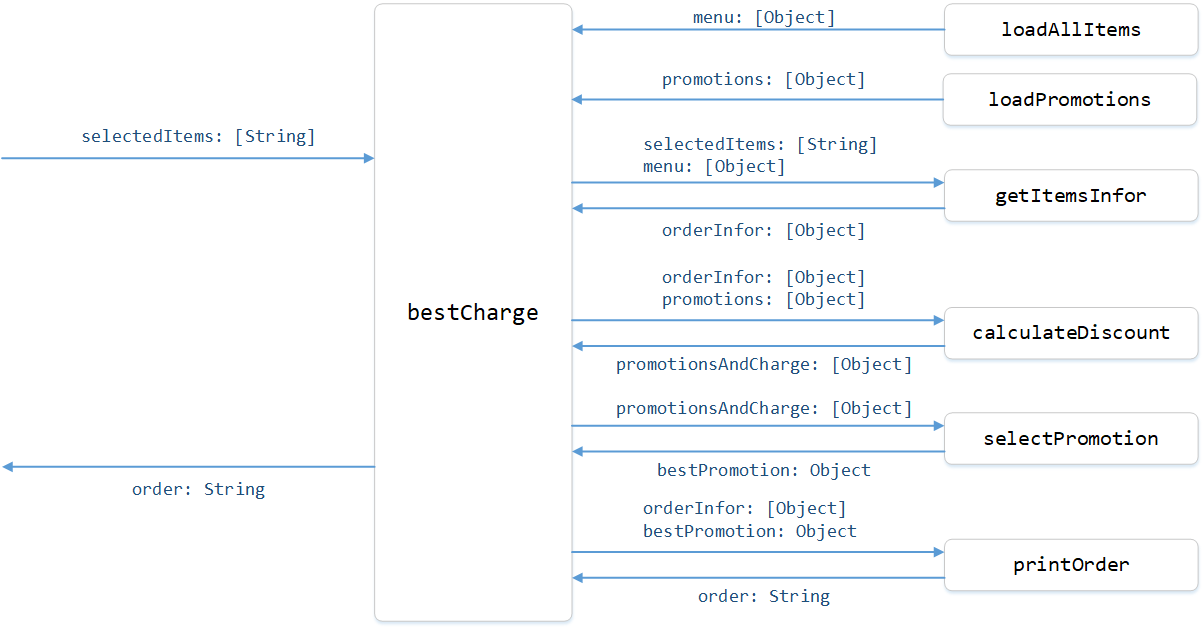 menu: [Object]
loadAllItems
promotions: [Object]
loadPromotions
selectedItems: [String]
selectedItems: [String]
menu: [Object]
getItemsInfor
orderInfor: [Object]
orderInfor: [Object]
promotions: [Object]
bestCharge
calculateDiscount
promotionsAndCharge: [Object]
promotionsAndCharge: [Object]
selectPromotion
bestPromotion: Object
order: String
orderInfor: [Object]
bestPromotion: Object
printOrder
order: String